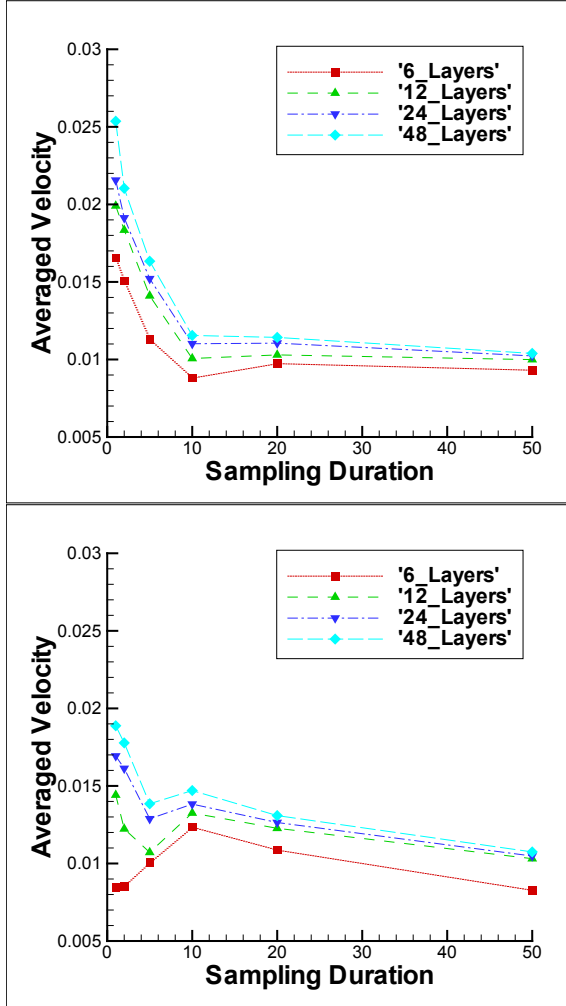 0.03
0.025
0.02
0.015
0.01
0.005
0 10 20 30 40 50
Averaged Velocity
Sampling Duration
'6_Layers'
'12_Layers'
'24_Layers'
'48_Layers'
0.03
0.025
0.02
0.015
0.01
0.005
0 10 20 30 40 50
Averaged Velocity
Sampling Duration
'6_Layers'
'12_Layers'
'24_Layers'
'48_Layers'